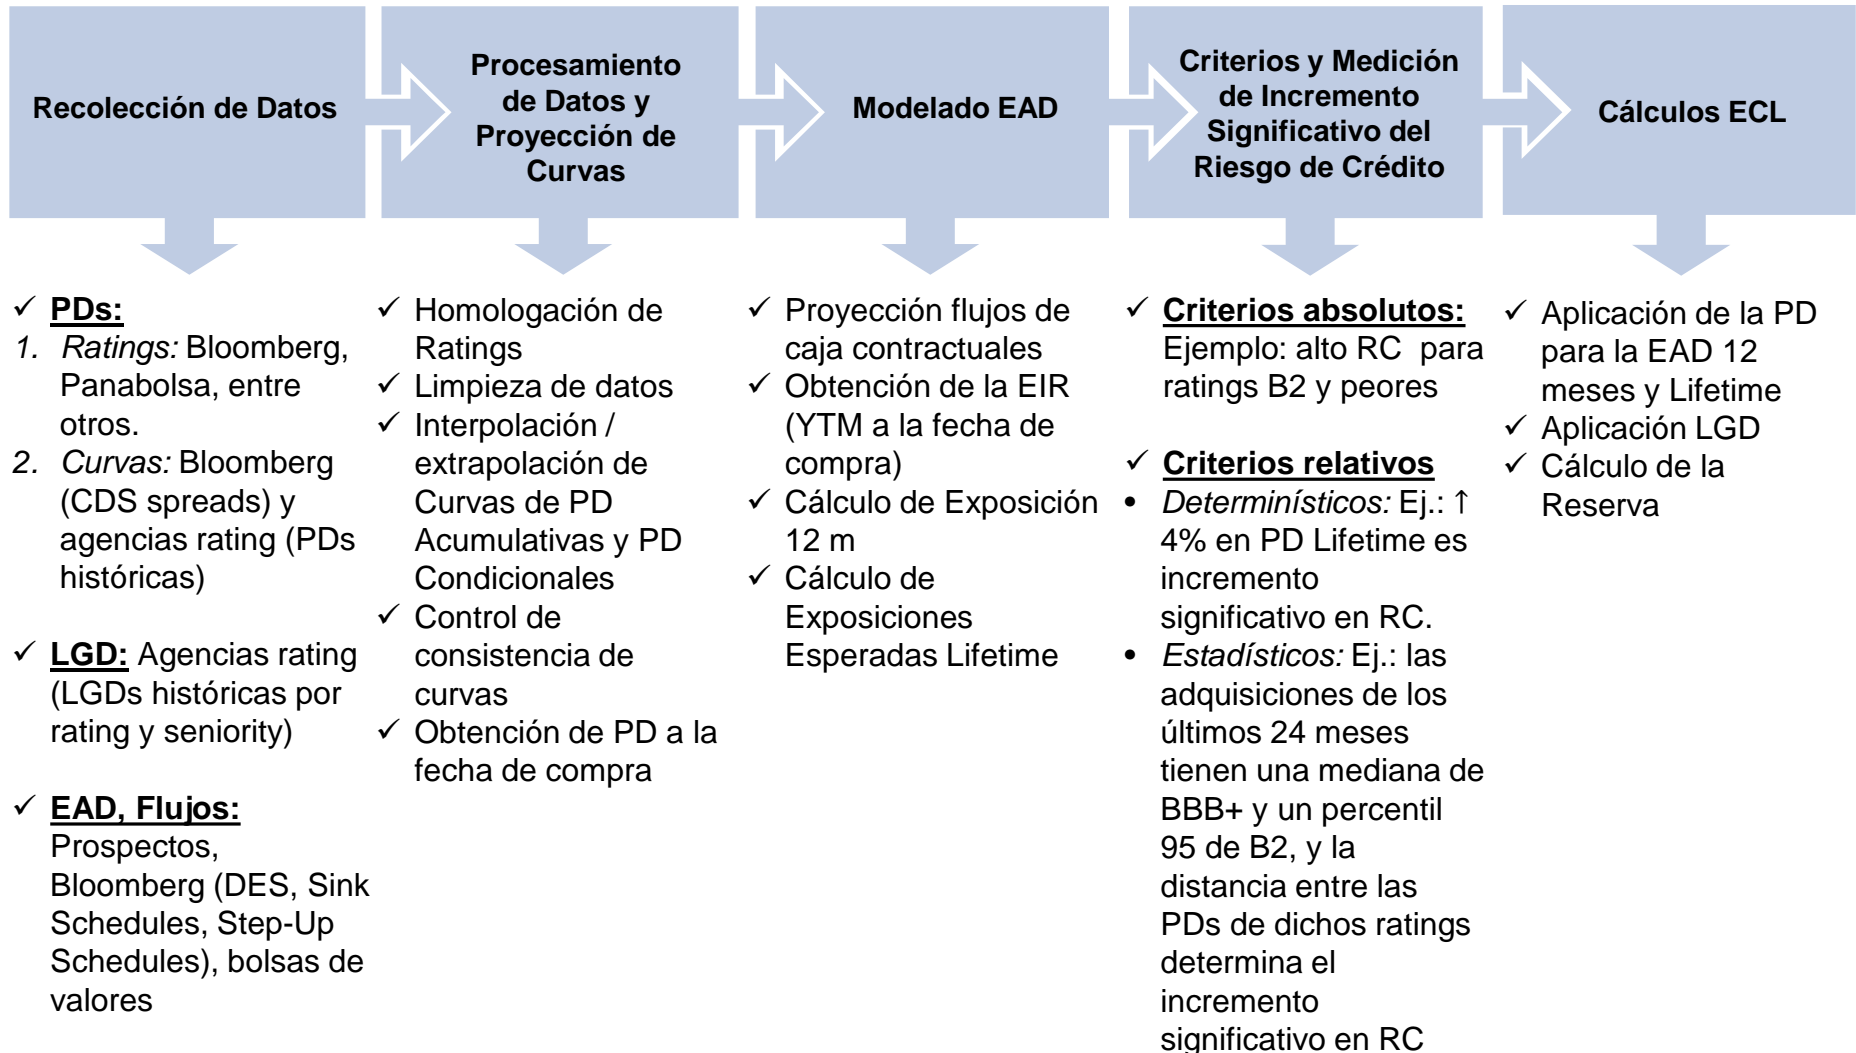 Recolección de Datos
Procesamiento
de Datos y
Proyección de
Curvas
Modelado EAD
Criterios y Medición
de Incremento
Significativo del
Riesgo de Crédito
Cálculos ECL
✓ PDs:
1. Ratings: Bloomberg,
Panabolsa, entre
otros.
2. Curvas: Bloomberg
(CDS spreads) y
agencias rating (PDs
históricas)
✓ LGD: Agencias rating
(LGDs históricas por
rating y seniority)
✓ EAD, Flujos:
Prospectos,
Bloomberg (DES, Sink
Schedules, Step-Up
Schedules), bolsas de
valores
✓ Homologación de
Ratings
✓ Limpieza de datos
✓ Interpolación /
extrapolación de
Curvas de PD
Acumulativas y PD
Condicionales
✓ Control de
consistencia de
curvas
✓ Obtención de PD a la
fecha de compra
✓ Proyección flujos de
caja contractuales
✓ Obtención de la EIR
(YTM a la fecha de
compra)
✓ Cálculo de Exposición
12 m
✓ Cálculo de
Exposiciones
Esperadas Lifetime
✓ Criterios absolutos:
Ejemplo: alto RC para
ratings B2 y peores
✓ Criterios relativos
• Determinísticos: Ej.: ↑
4% en PD Lifetime es
incremento
significativo en RC.
• Estadísticos: Ej.: las
adquisiciones de los
últimos 24 meses
tienen una mediana de
BBB+ y un percentil
95 de B2, y la
distancia entre las
PDs de dichos ratings
determina el
incremento
significativo en RC
✓ Aplicación de la PD
para la EAD 12
meses y Lifetime
✓ Aplicación LGD
✓ Cálculo de la
Reserva